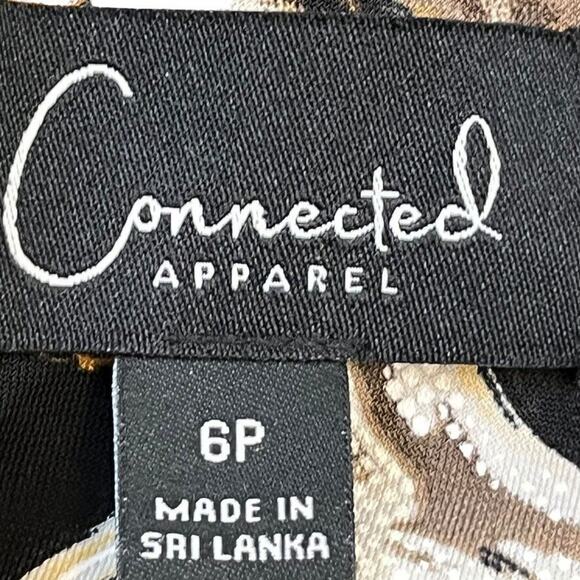 Connected
APPAREL
6P
MADE IN
SRI LANKA